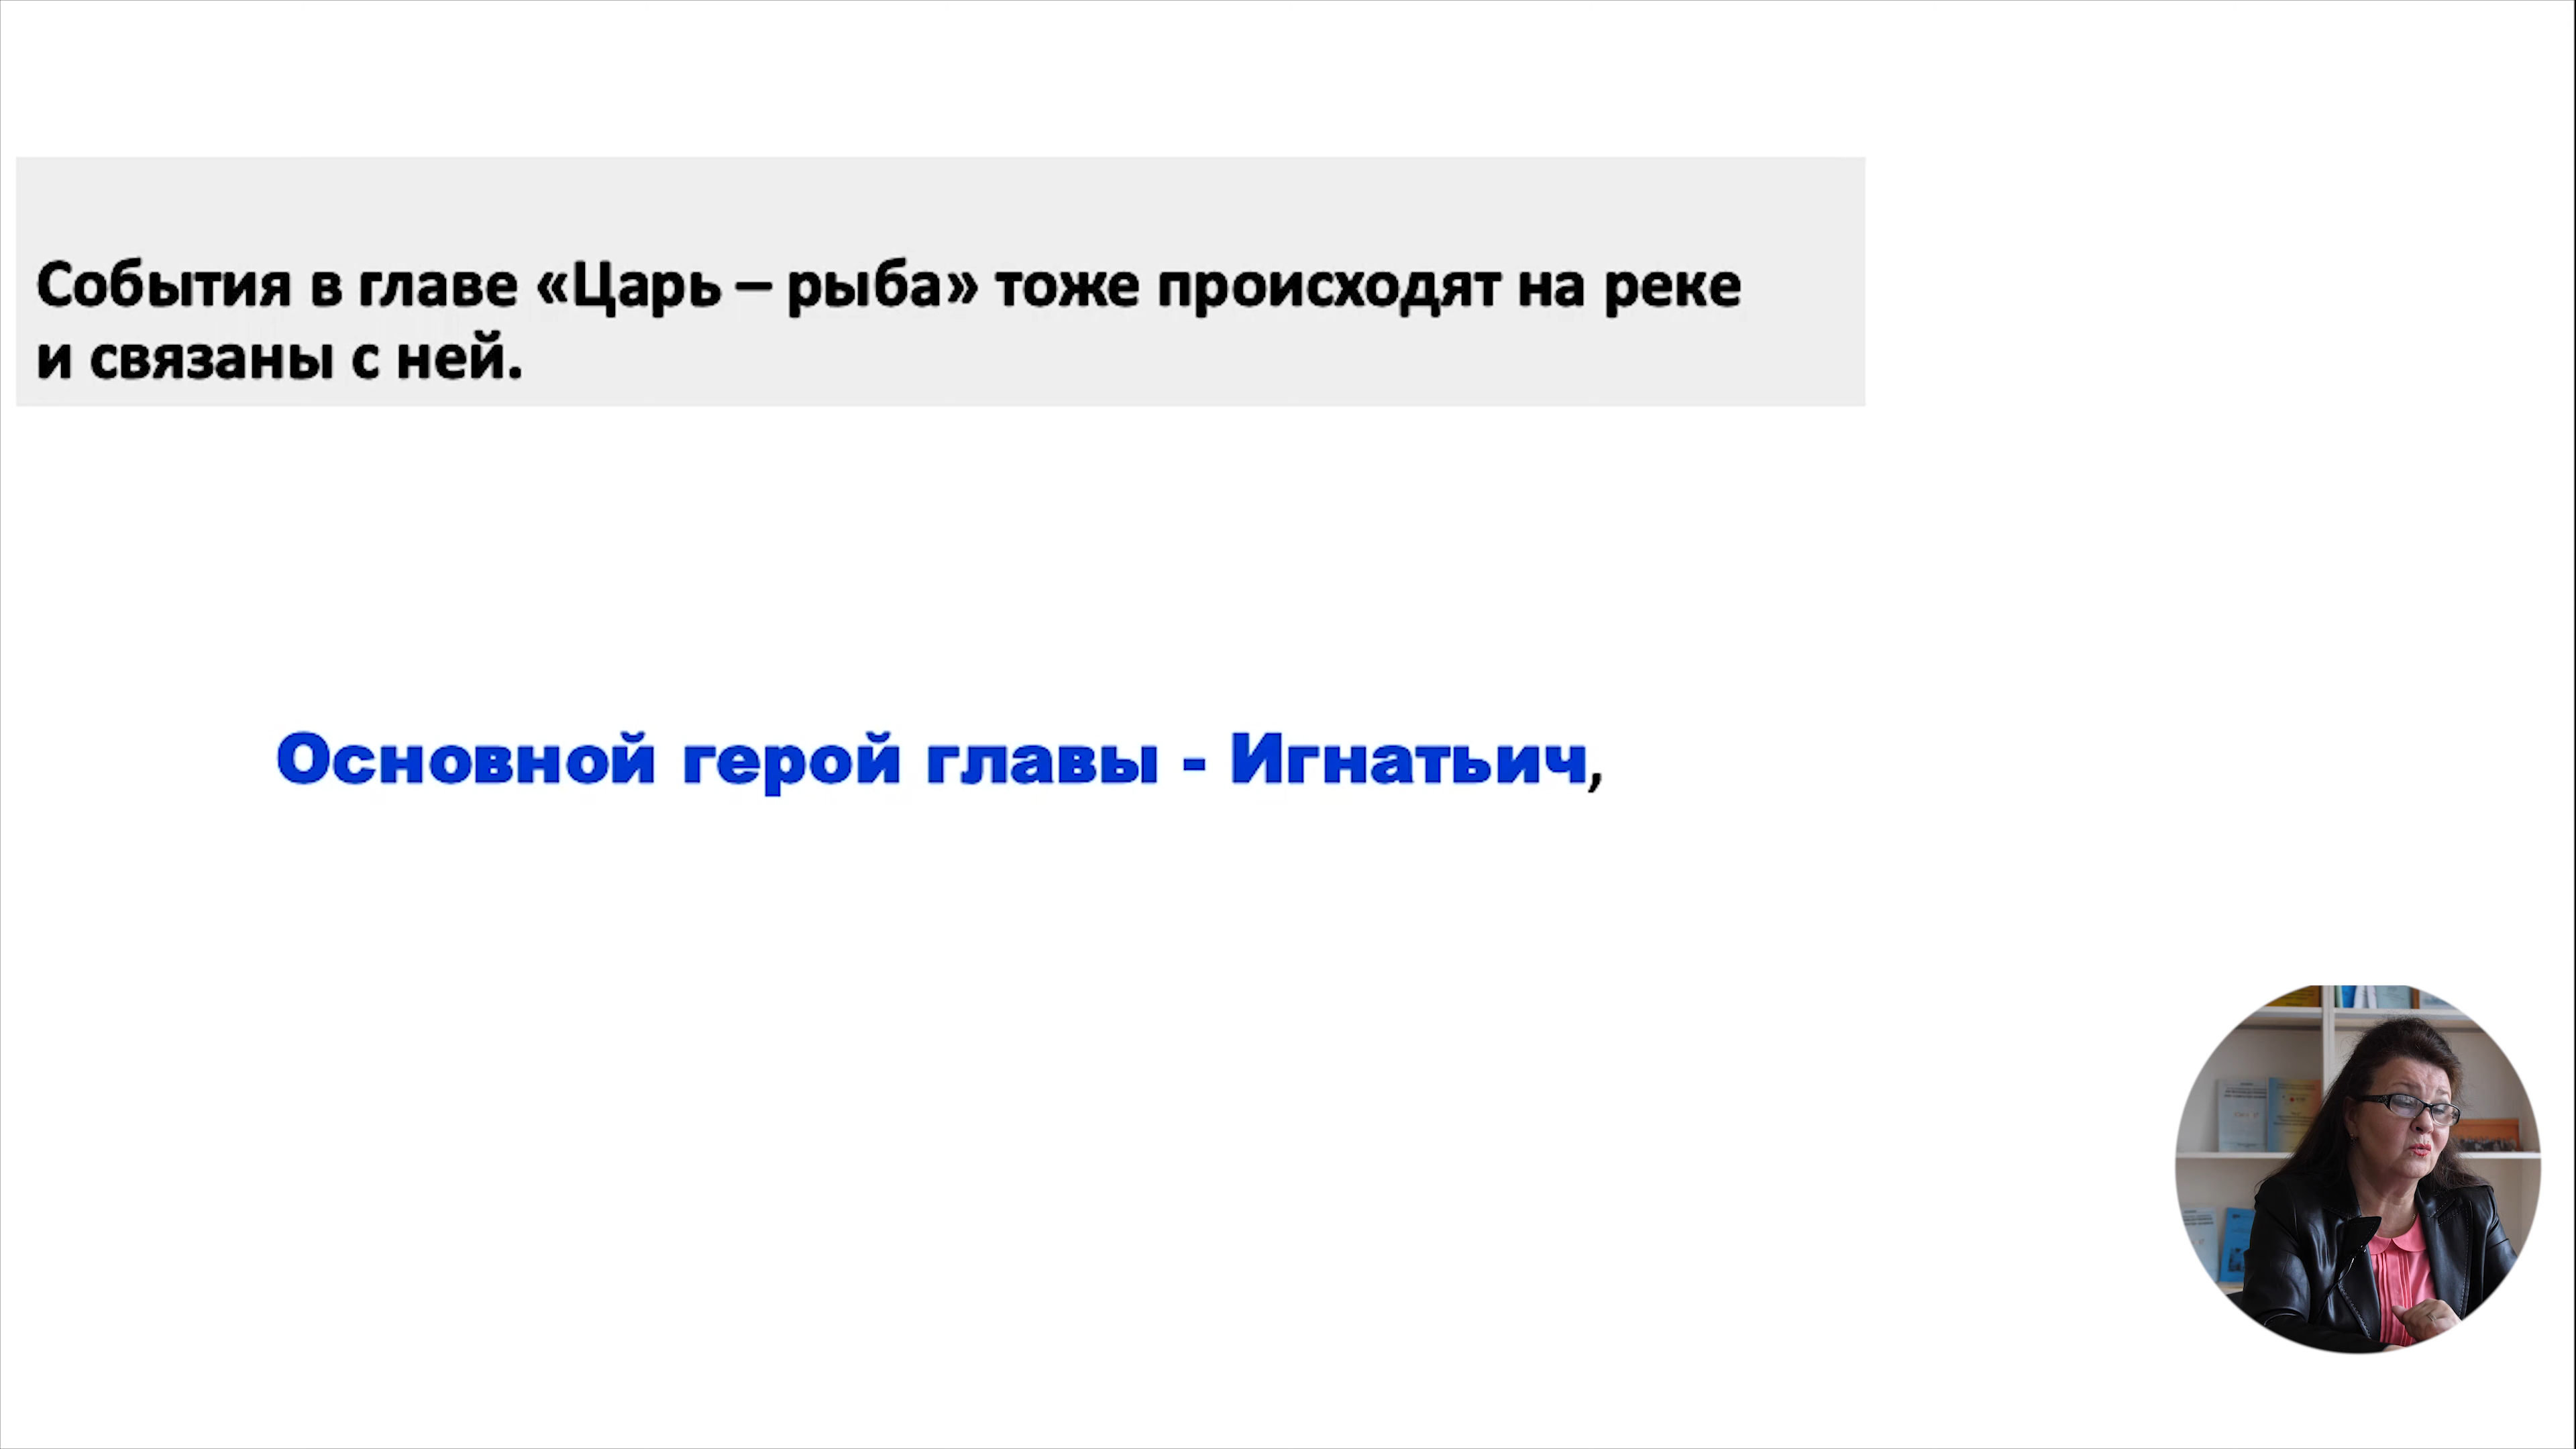 События в главе «Царь – рыба» тоже происходят на реке
и связаны с ней.
Основной герой главы - Игнатьич,